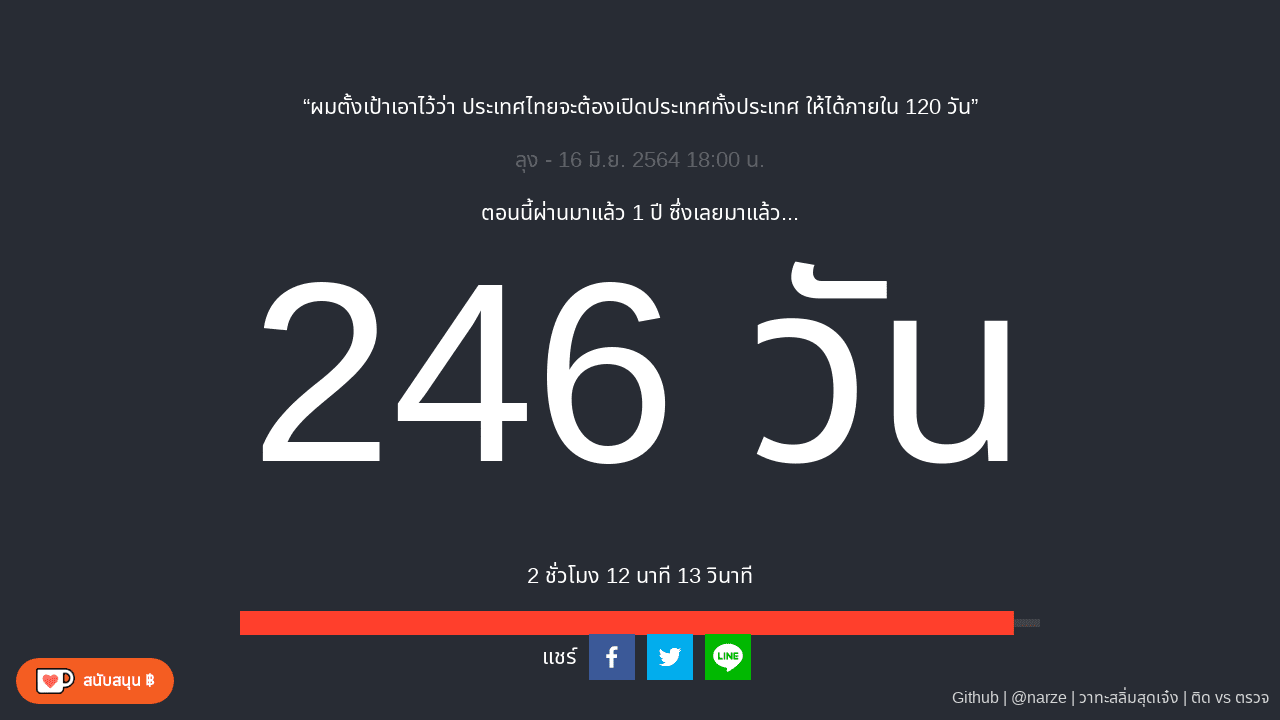 “ผมตั้งเป้าเอาไว้ว่า ประเทศไทยจะต้องเปิดประเทศทั้งประเทศ ให้ได้ภายใน 120 วัน”
ลุง - 16 มิ.ย. 2564 18:00 น.
ตอนนี้ผ่านมาแล้ว 1 ปี ซึ่งเลยมาแล้ว...
246 วัน
2 ชั่วโมง 12 นาที 13 วินาที
แชร์
LINE
สนับสนุน ฿
Github | @narze | วาทะสลิ่มสุดเจ๋ง | ติด vs ตรวจ